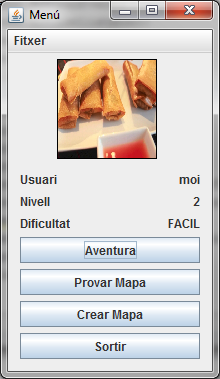 Menú
Fitxer
Usuari moi
Nivell 2
Dificultat FACIL
Aventura
Provar Mapa
Crear Mapa
Sortir